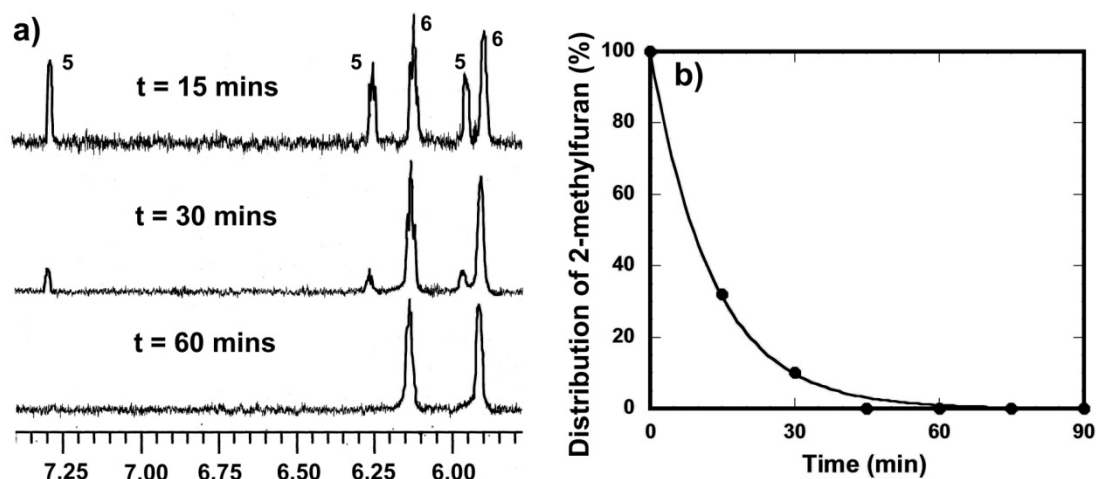 a)
5
5
6
5
6
t = 15 mins
t = 30 mins
t = 60 mins
7.25 7.00 6.75 6.50 6.25 6.00
b)
Distribution of 2-methylfuran (%)
100
80
60
40
20
0
0 30 60 90
Time (min)